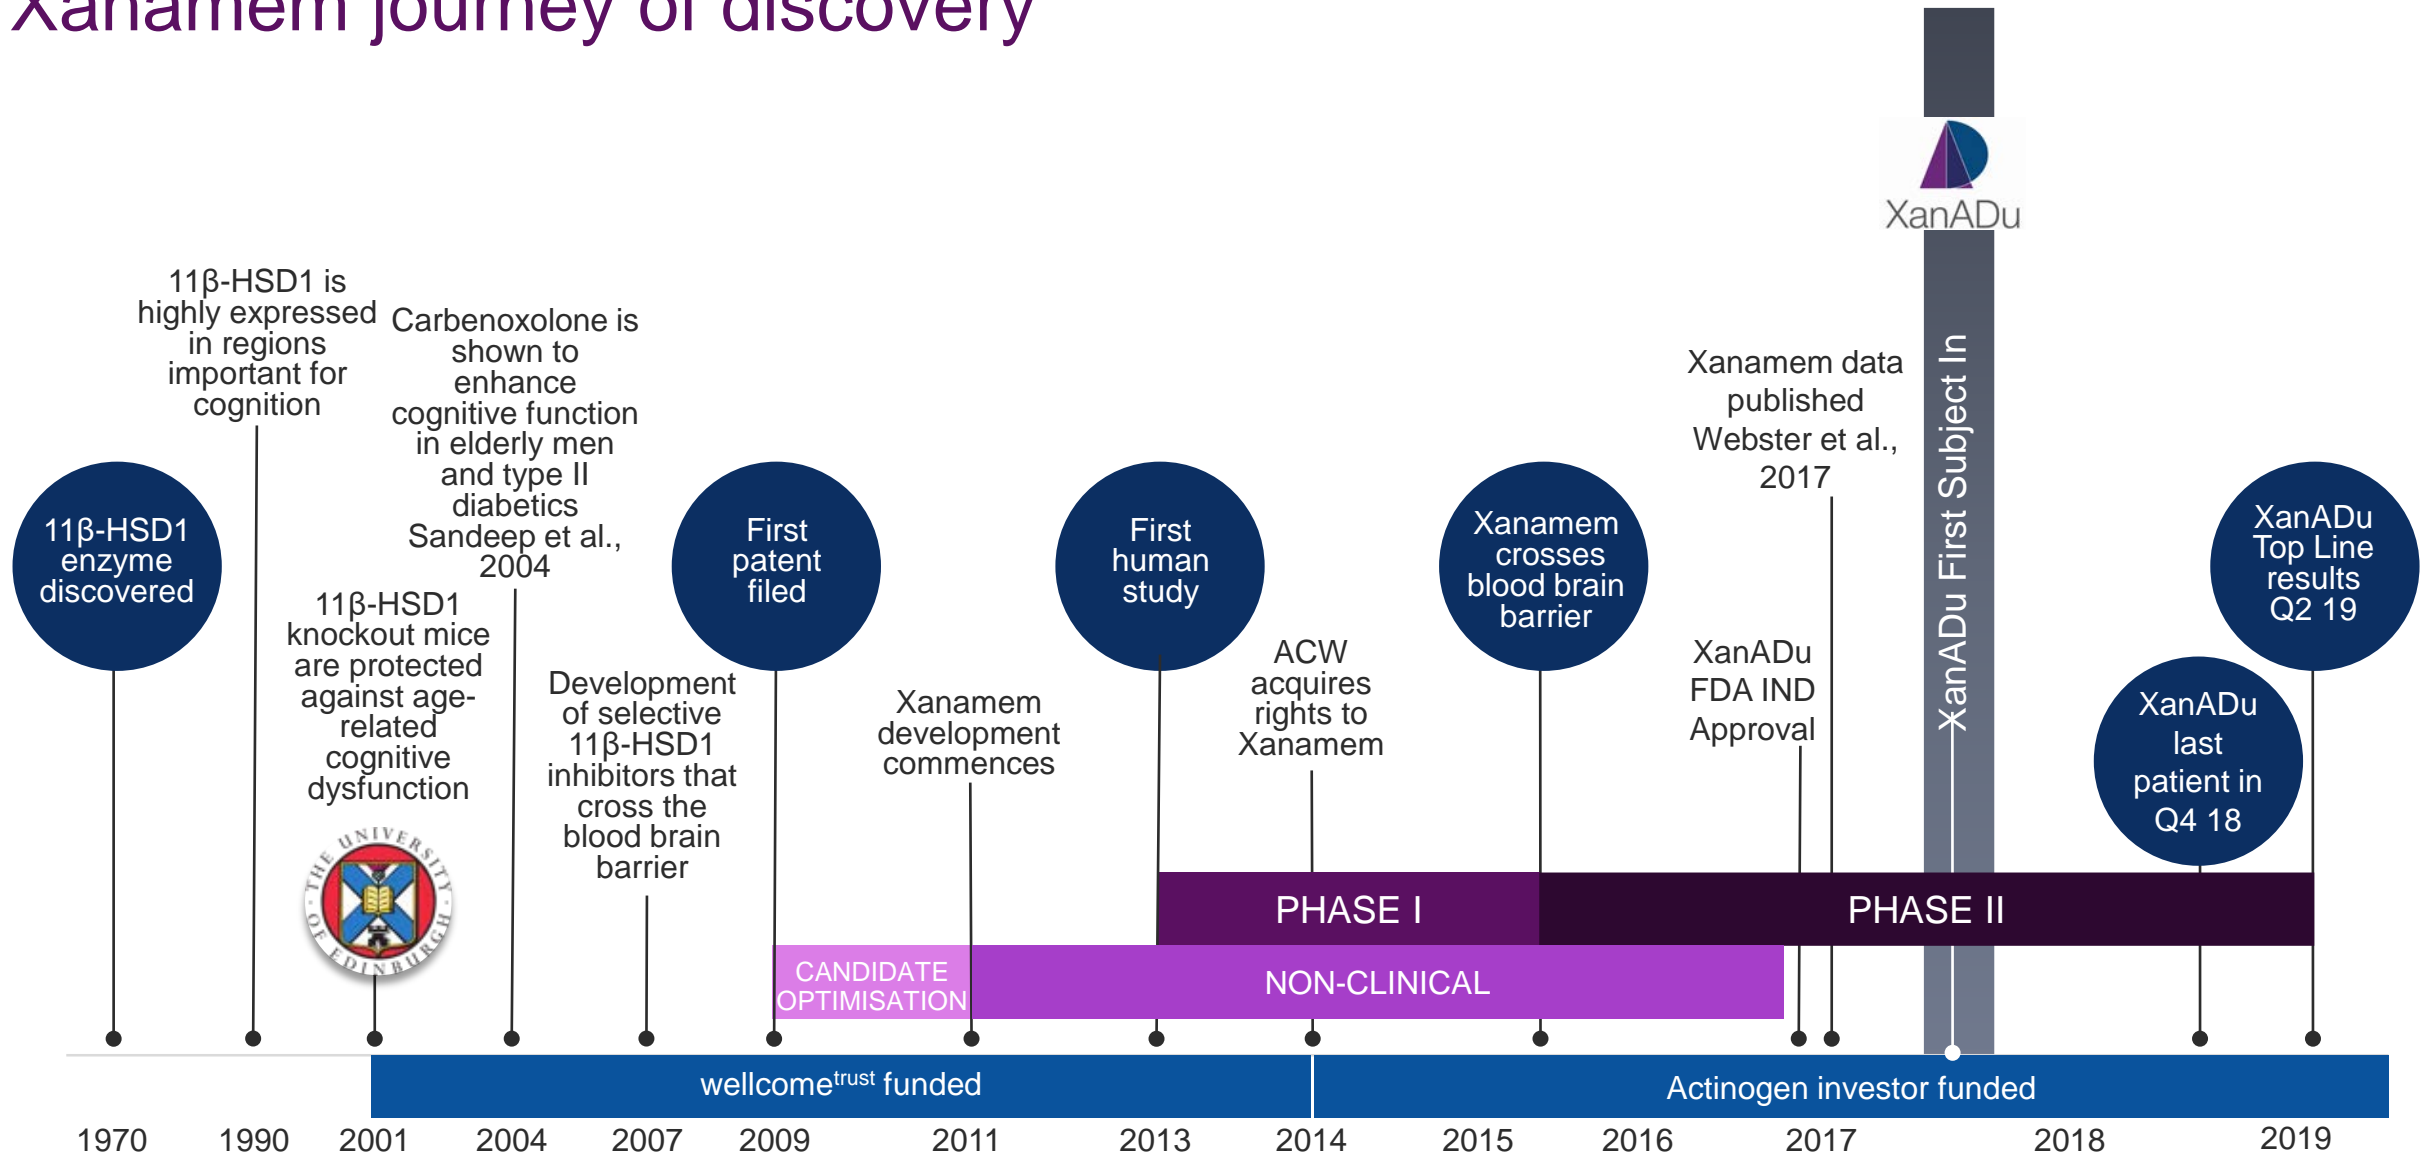 Xanamem journey of discovery
XanADu
11β-HSD1 is
highly expressed
in regions
important for
cognition
Carbenoxolone is
shown to
enhance
cognitive function
in elderly men
and type II
diabetics
Sandeep et al.,
2004
Xanamem data
published
Webster et al.,
2017
XanADu First Subject In
11β-HSD1
enzyme
discovered
First
patent
filed
First
human
study
Xanamem
crosses
blood brain
barrier
XanADu
Top Line
results
Q2 19
11β-HSD1
knockout mice
are protected
against age-
related
cognitive
dysfunction
Development
of selective
11β-HSD1
inhibitors that
cross the
blood brain
barrier
Xanamem
development
commences
ACW
acquires
rights to
Xanamem
XanADu
FDA IND
Approval
XanADu
last
patient in
Q4 18
THE UNIVERSITY OF EDINBURGH
PHASE I
PHASE II
CANDIDATE
OPTIMISATION
NON-CLINICAL
wellcometrust funded
Actinogen investor funded
1970 1990 2001 2004 2007 2009 2011 2013 2014 2015 2016 2017 2018 2019